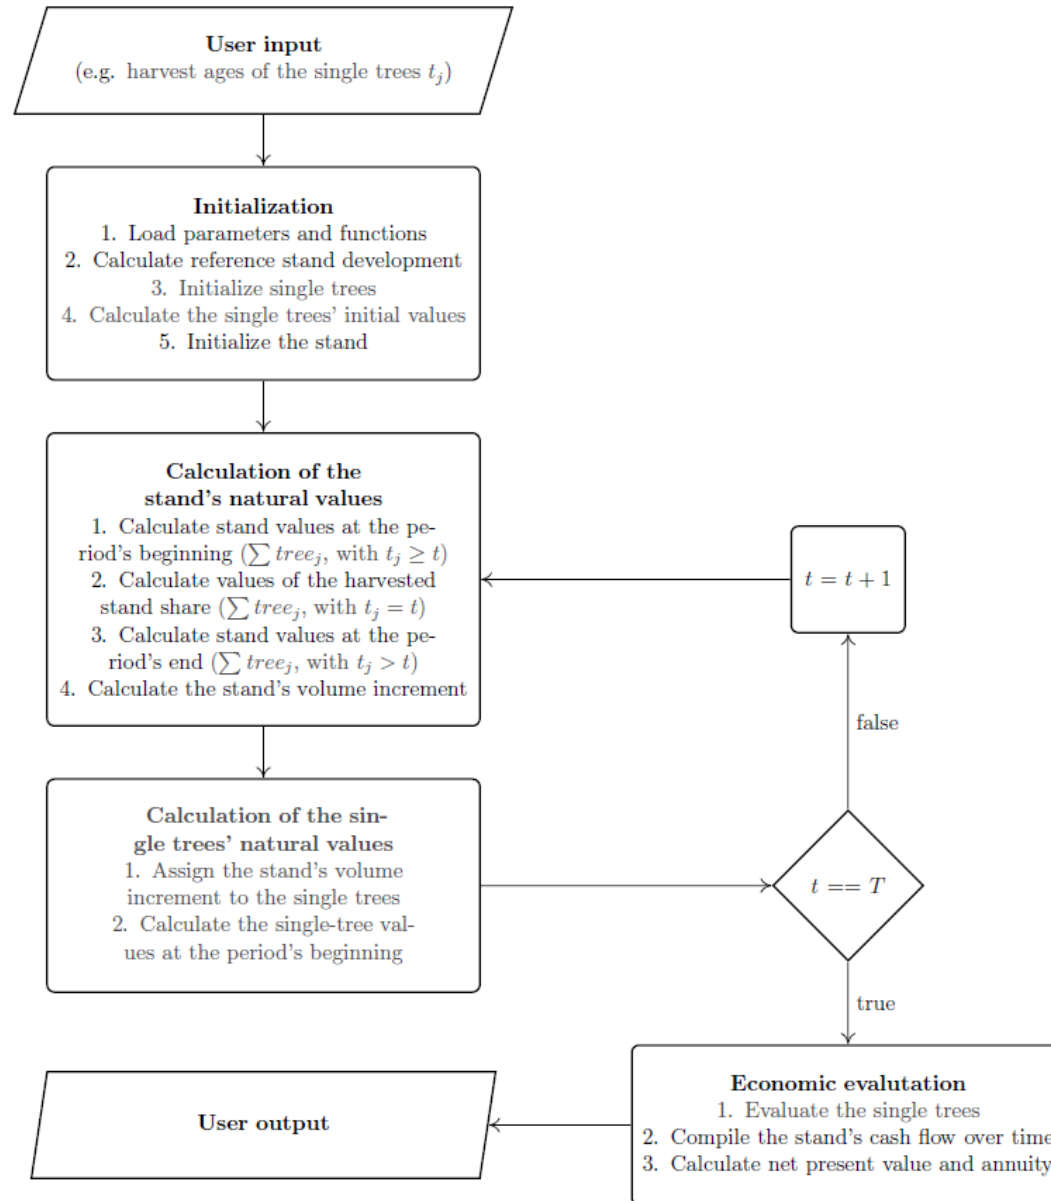 User input
(e.g. harvest ages of the single trees t_j)
Initialization
1. Load parameters and functions
2. Calculate reference stand development
3. Initialize single trees
4. Calculate the single trees' initial values
5. Initialize the stand
Calculation of the
stand's natural values
1. Calculate stand values at the pe-
riod's beginning (∑ tree_j, with t_j ≥ t)
2. Calculate values of the harvested
stand share (∑ tree_j, with t_j = t)
3. Calculate stand values at the pe-
riod's end (∑ tree_j, with t_j > t)
4. Calculate the stand's volume increment
t = t + 1
false
Calculation of the sin-
gle trees' natural values
1. Assign the stand's volume
increment to the single trees
2. Calculate the single-tree val-
ues at the period's beginning
t == T
true
Economic evalutation
1. Evaluate the single trees
2. Compile the stand's cash flow over time
3. Calculate net present value and annuity
User output